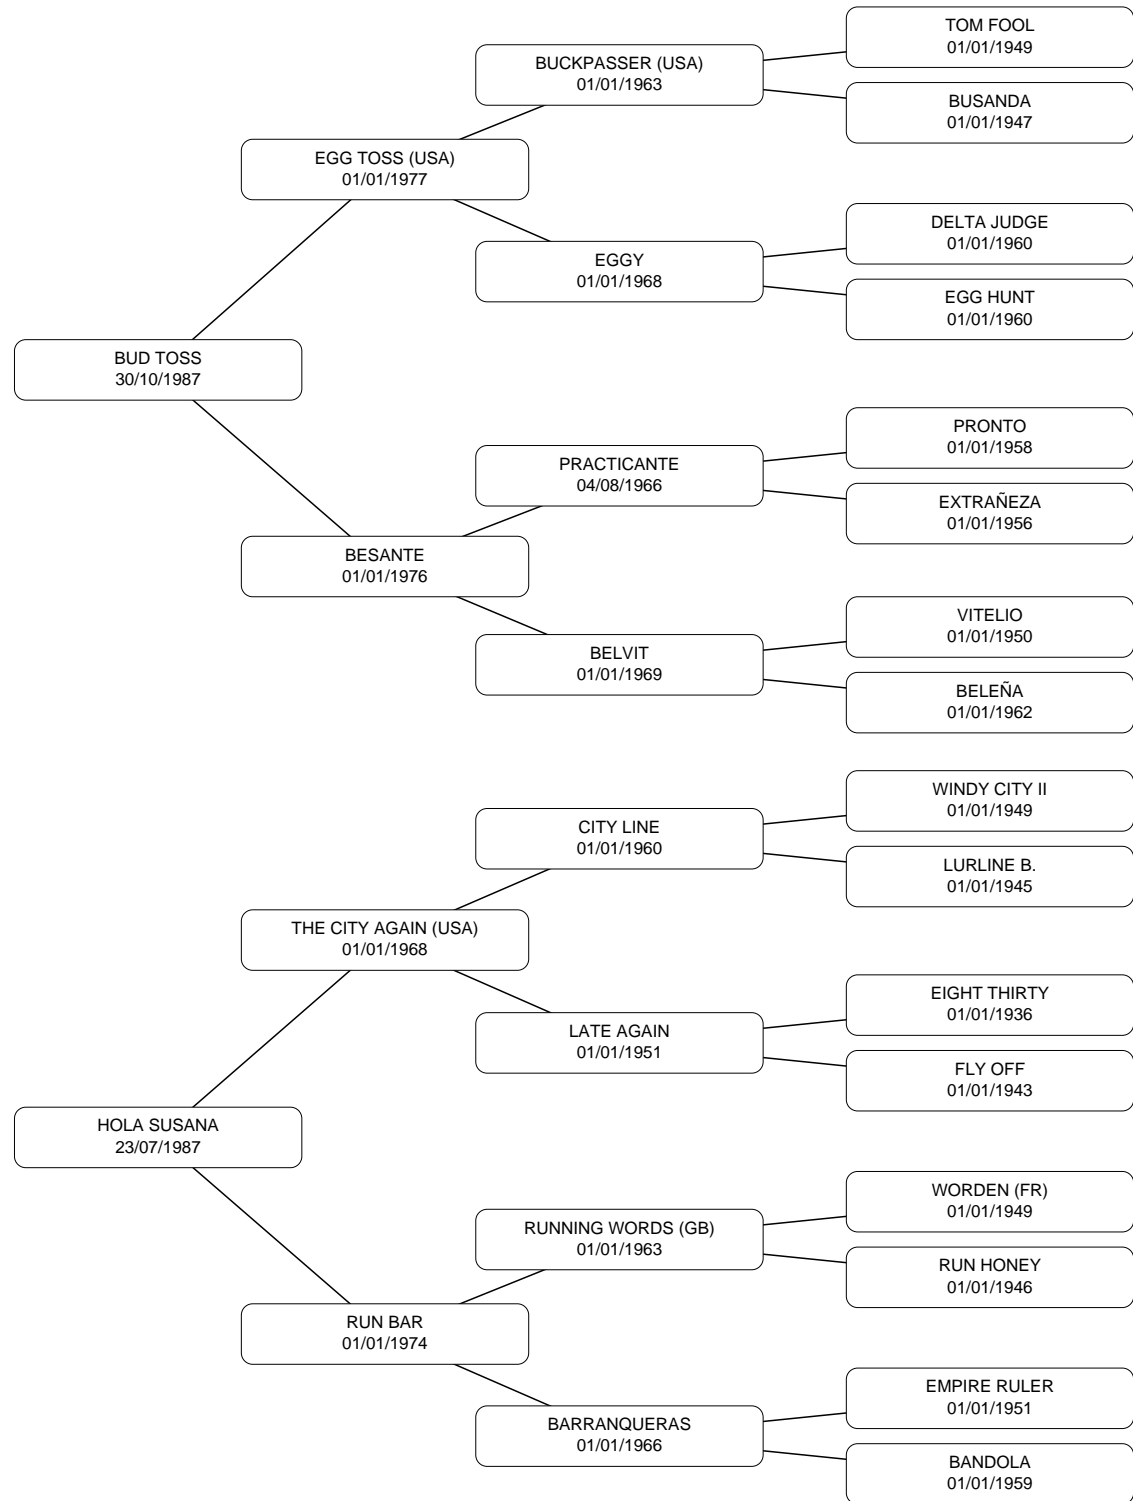 TOM FOOL
01/01/1949
BUCKPASSER (USA)
01/01/1963
BUSANDA
01/01/1947
EGG TOSS (USA)
01/01/1977
DELTA JUDGE
01/01/1960
EGGY
01/01/1968
EGG HUNT
01/01/1960
BUD TOSS
30/10/1987
PRONTO
01/01/1958
PRACTICANTE
04/08/1966
EXTRAÑEZA
01/01/1956
BESANTE
01/01/1976
VITELIO
01/01/1950
BELVIT
01/01/1969
BELEÑA
01/01/1962
WINDY CITY II
01/01/1949
CITY LINE
01/01/1960
LURLINE B.
01/01/1945
THE CITY AGAIN (USA)
01/01/1968
EIGHT THIRTY
01/01/1936
LATE AGAIN
01/01/1951
FLY OFF
01/01/1943
HOLA SUSANA
23/07/1987
WORDEN (FR)
01/01/1949
RUNNING WORDS (GB)
01/01/1963
RUN HONEY
01/01/1946
RUN BAR
01/01/1974
EMPIRE RULER
01/01/1951
BARRANQUERAS
01/01/1966
BANDOLA
01/01/1959